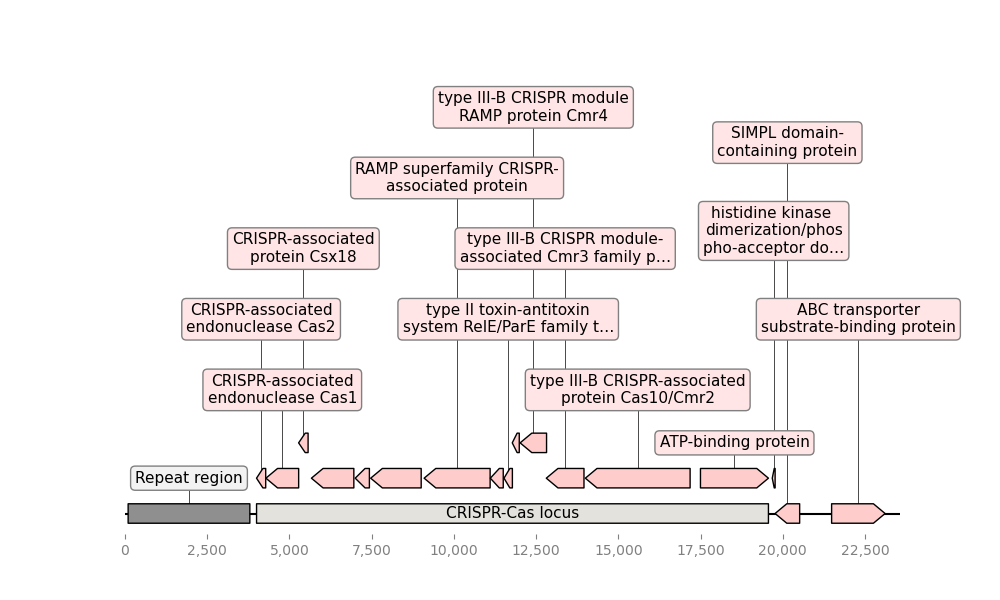 type III-B CRISPR module
RAMP protein Cmr4
SIMPL domain-
containing protein
RAMP superfamily CRISPR-
associated protein
histidine kinase
dimerization/phos
pho-acceptor do…
CRISPR-associated
protein Csx18
type III-B CRISPR module-
associated Cmr3 family p…
CRISPR-associated
endonuclease Cas2
type II toxin-antitoxin
system RelE/ParE family t…
ABC transporter
substrate-binding protein
CRISPR-associated
endonuclease Cas1
type III-B CRISPR-associated
protein Cas10/Cmr2
ATP-binding protein
Repeat region
CRISPR-Cas locus
0 2,500 5,000 7,500 10,000 12,500 15,000 17,500 20,000 22,500